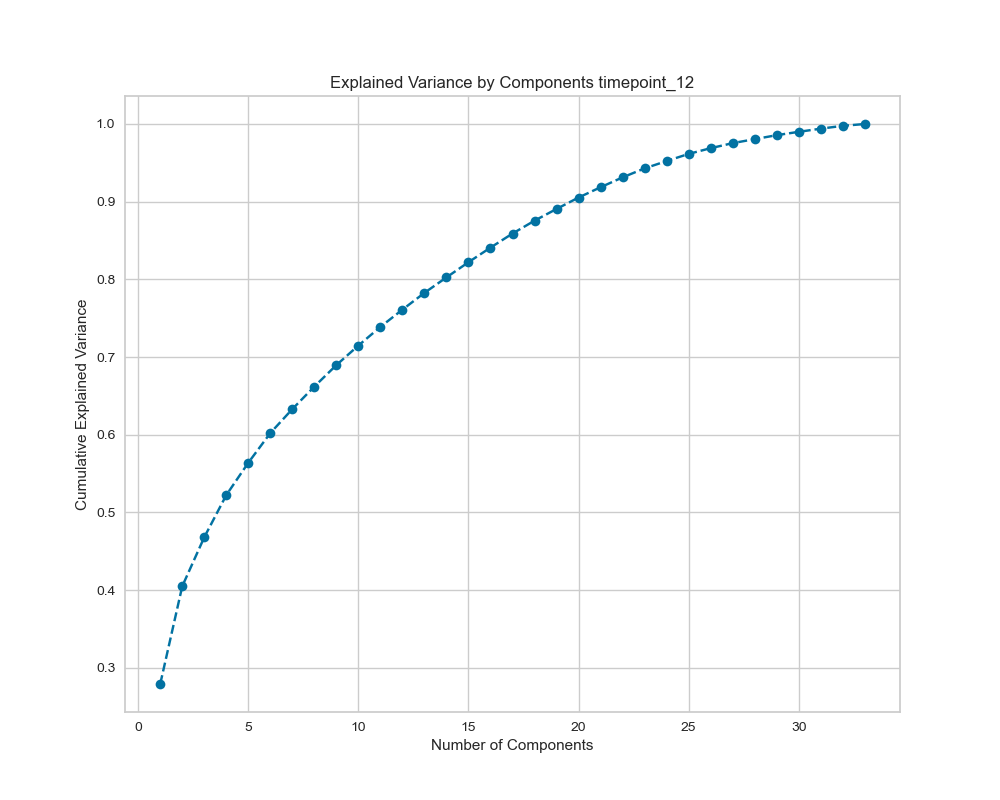 Explained Variance by Components timepoint_12
1.0
0.9
0.8
0.7
0.6
0.5
0.4
0.3
Cumulative Explained Variance
0 5 10 15 20 25 30
Number of Components